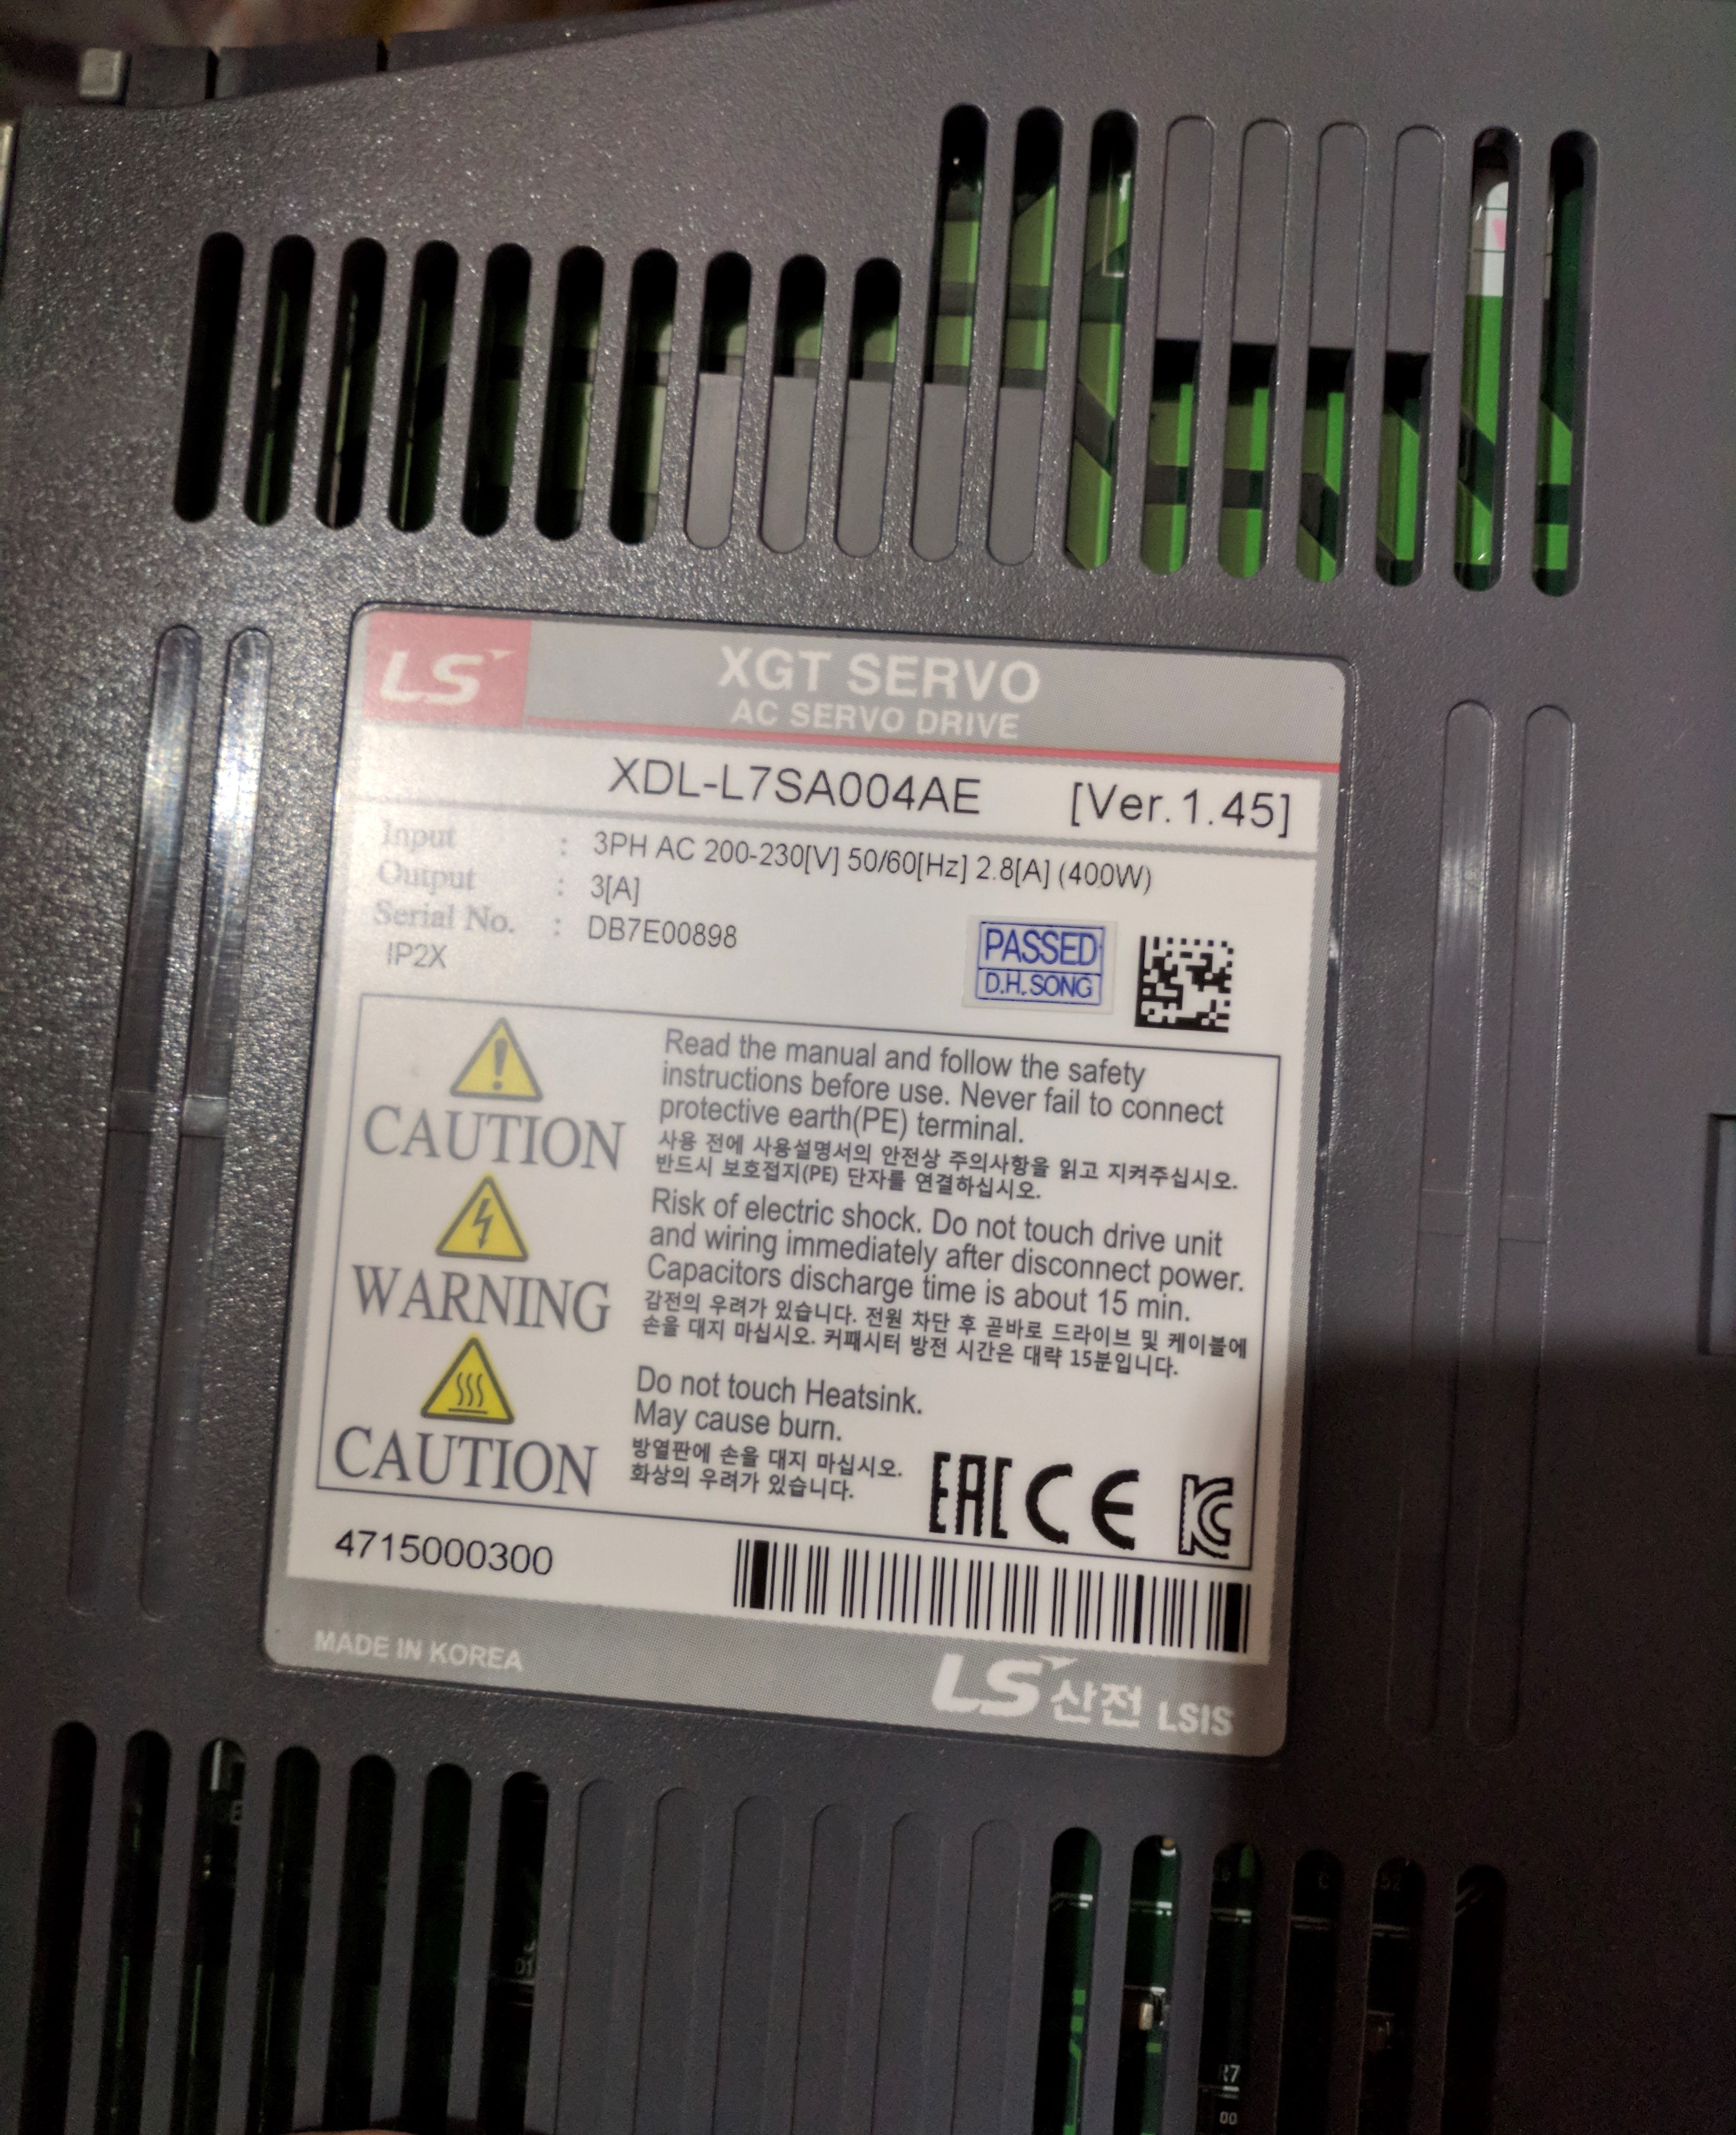 LS
XGT SERVO
AC SERVO DRIVE
XDL-L7SA004AE [Ver.1.45]
Input : 3PH AC 200-230[V] 50/60[Hz] 2.8[A] (400W)
Output : 3[A]
Serial No. : DB7E00898
IP2X
PASSED
D.H.SONG
CAUTION
Read the manual and follow the safety
instructions before use. Never fail to connect
protective earth(PE) terminal.
사용 전에 사용설명서의 안전상 주의사항을 읽고 지켜주십시오.
반드시 보호접지(PE) 단자를 연결하십시오.
WARNING
Risk of electric shock. Do not touch drive unit
and wiring immediately after disconnect power.
Capacitors discharge time is about 15 min.
감전의 우려가 있습니다. 전원 차단 후 곧바로 드라이브 및 케이블에
손을 대지 마십시오. 커패시터 방전 시간은 대략 15분입니다.
CAUTION
Do not touch Heatsink.
May cause burn.
방열판에 손을 대지 마십시오.
화상의 우려가 있습니다.
EAC CE KC
4715000300
MADE IN KOREA
LS산전 LSIS
R7
00